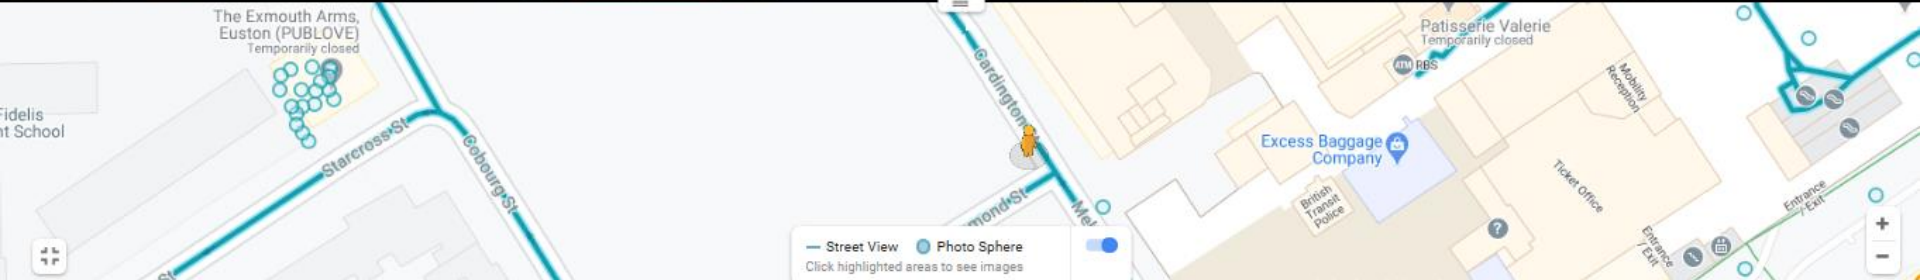 The Exmouth Arms,
Euston (PUBLOVE)
Temporarily closed
Fidelis
nt School
Starcross St
Cobourg St
St
Cardington
mond St
Mel
Patisserie Valerie
Temporarily closed
ATM RBS
Mobility
Reception
Excess Baggage
Company
British
Transit
Police
Ticket Office
Entrance
/ Exit
Entrance
/ Exit
Street View Photo Sphere
Click highlighted areas to see images